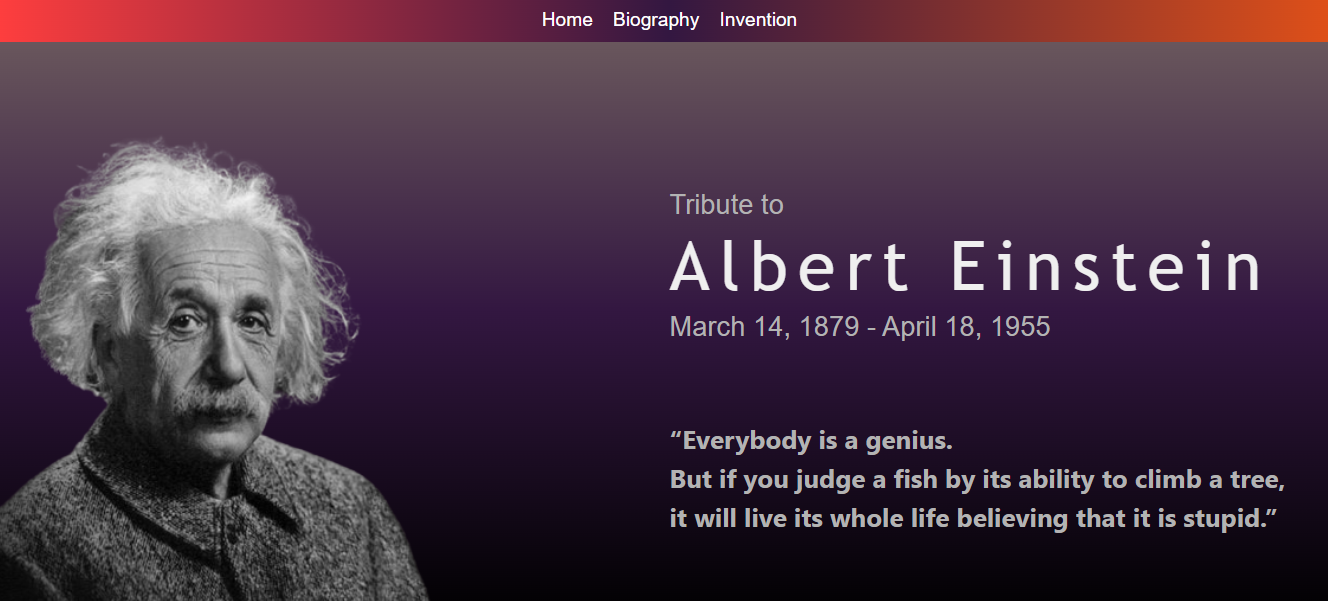 Home Biography Invention
Tribute to
Albert Einstein
March 14, 1879 - April 18, 1955
“Everybody is a genius.
But if you judge a fish by its ability to climb a tree,
it will live its whole life believing that it is stupid.”